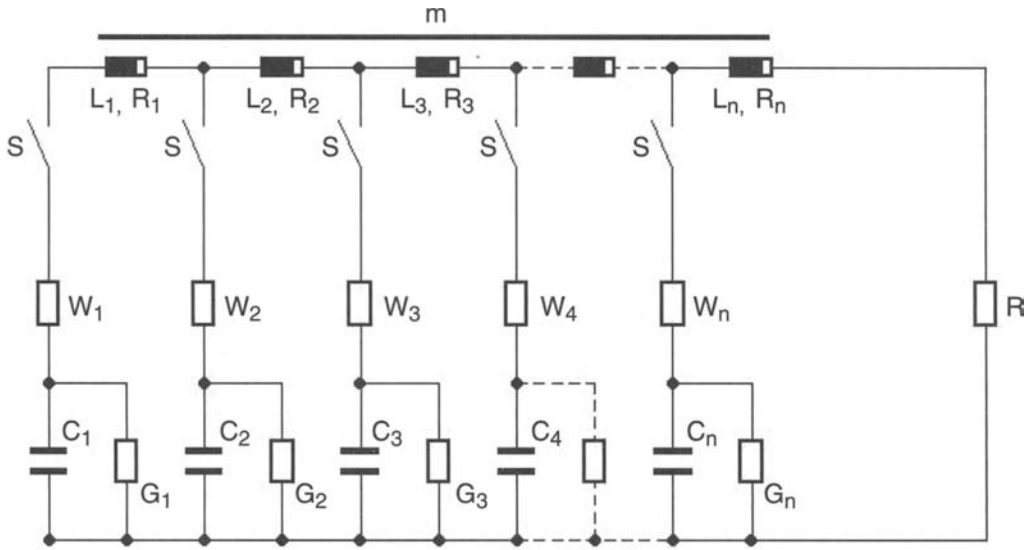 m
L1, R1 L2, R2 L3, R3 Ln, Rn
S S S S S
W1 W2 W3 W4 Wn R
C1 C2 C3 C4 Cn
G1 G2 G3 Gn